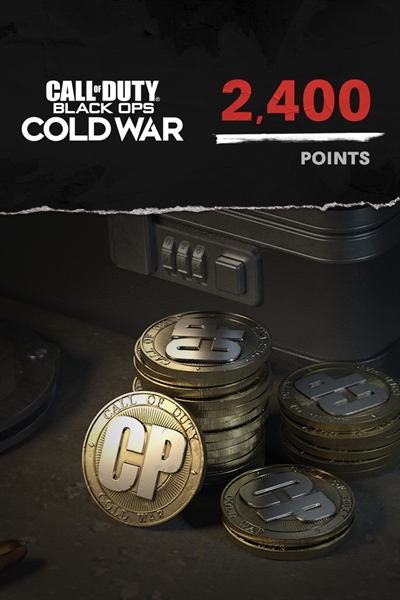 CALL OF DUTY®
BLACK OPS
COLD WAR
2,400
POINTS
CP
CP
CALL OF DUTY
CP
COLD WAR
CP